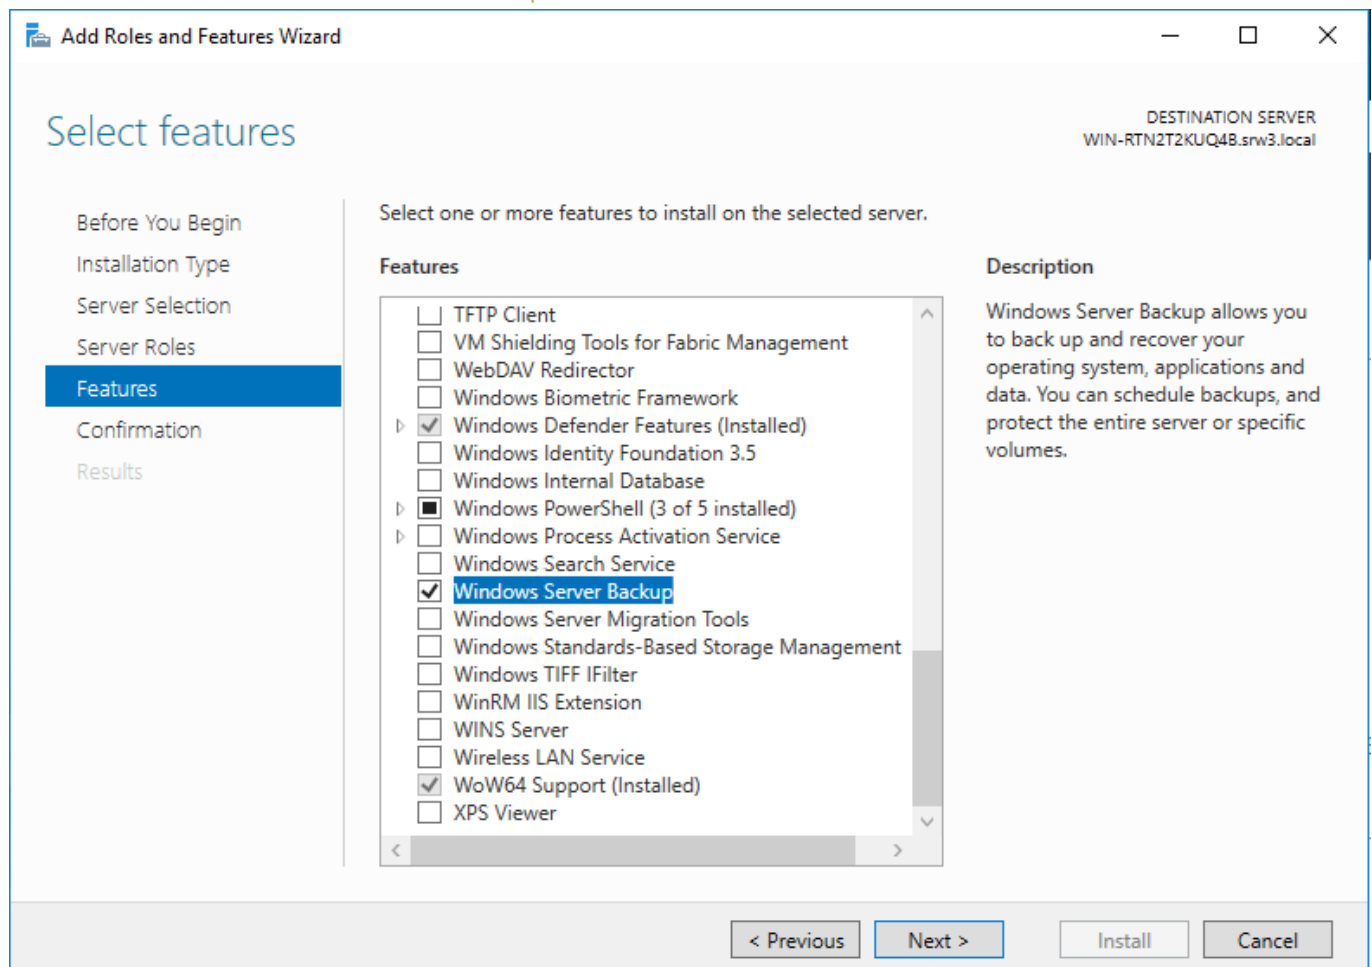 Add Roles and Features Wizard
Select features
DESTINATION SERVER
WIN-RTN2T2KUQ4B.srw3.local
Before You Begin
Installation Type
Server Selection
Server Roles
Features
Confirmation
Results
Select one or more features to install on the selected server.
Features
TFTP Client
VM Shielding Tools for Fabric Management
WebDAV Redirector
Windows Biometric Framework
Windows Defender Features (Installed)
Windows Identity Foundation 3.5
Windows Internal Database
Windows PowerShell (3 of 5 installed)
Windows Process Activation Service
Windows Search Service
Windows Server Backup
Windows Server Migration Tools
Windows Standards-Based Storage Management
Windows TIFF IFilter
WinRM IIS Extension
WINS Server
Wireless LAN Service
WoW64 Support (Installed)
XPS Viewer
Description
Windows Server Backup allows you
to back up and recover your
operating system, applications and
data. You can schedule backups, and
protect the entire server or specific
volumes.
< Previous
Next >
Install
Cancel